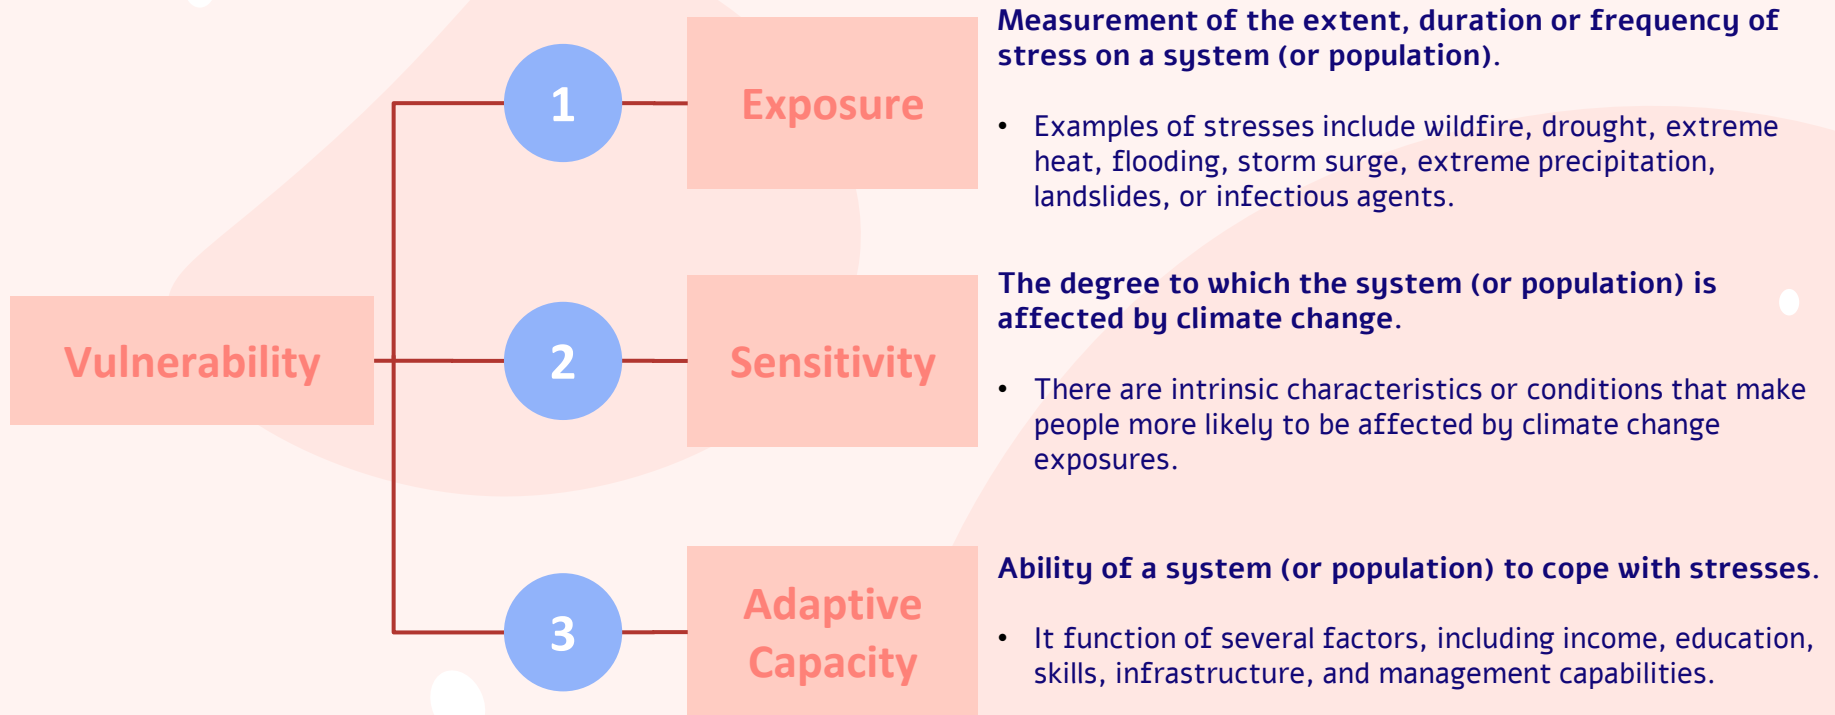 Vulnerability
1
Exposure
Measurement of the extent, duration or frequency of
stress on a system (or population).
• Examples of stresses include wildfire, drought, extreme
heat, flooding, storm surge, extreme precipitation,
landslides, or infectious agents.
2
Sensitivity
The degree to which the system (or population) is
affected by climate change.
• There are intrinsic characteristics or conditions that make
people more likely to be affected by climate change
exposures.
3
Adaptive
Capacity
Ability of a system (or population) to cope with stresses.
• It function of several factors, including income, education,
skills, infrastructure, and management capabilities.